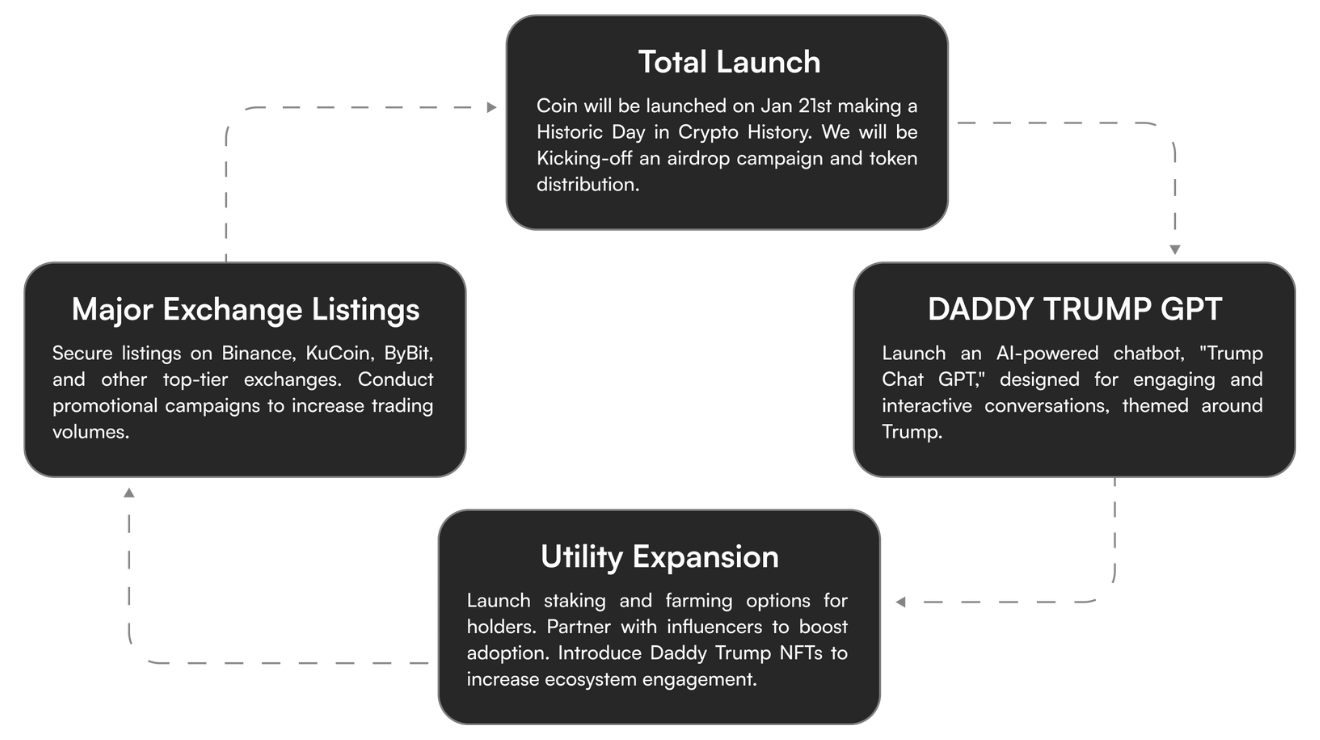 Total Launch
Coin will be launched on Jan 21st making a
Historic Day in Crypto History. We will be
Kicking-off an airdrop campaign and token
distribution.
Major Exchange Listings
Secure listings on Binance, KuCoin, ByBit,
and other top-tier exchanges. Conduct
promotional campaigns to increase trading
volumes.
DADDY TRUMP GPT
Launch an AI-powered chatbot, "Trump
Chat GPT," designed for engaging and
interactive conversations, themed around
Trump.
Utility Expansion
Launch staking and farming options for
holders. Partner with influencers to boost
adoption. Introduce Daddy Trump NFTs to
increase ecosystem engagement.